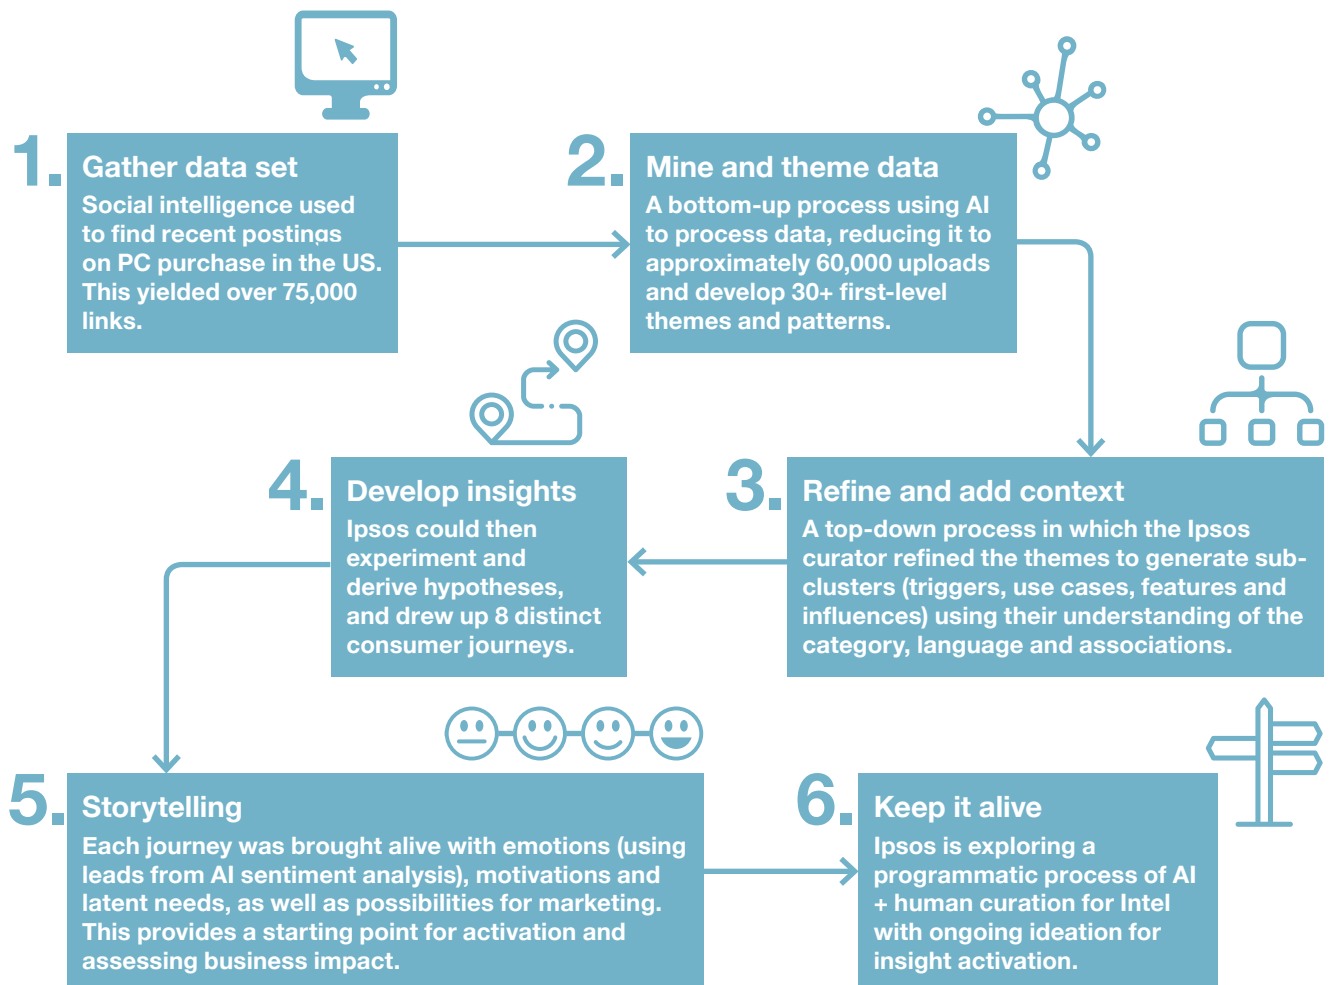 1.
Gather data set
Social intelligence used
to find recent postings
on PC purchase in the US.
This yielded over 75,000
links.
2.
Mine and theme data
A bottom-up process using AI
to process data, reducing it to
approximately 60,000 uploads
and develop 30+ first-level
themes and patterns.
3.
Refine and add context
A top-down process in which the Ipsos
curator refined the themes to generate sub-
clusters (triggers, use cases, features and
influences) using their understanding of the
category, language and associations.
4.
Develop insights
Ipsos could then
experiment and
derive hypotheses,
and drew up 8 distinct
consumer journeys.
5.
Storytelling
Each journey was brought alive with emotions (using
leads from AI sentiment analysis), motivations and
latent needs, as well as possibilities for marketing.
This provides a starting point for activation and
assessing business impact.
6.
Keep it alive
Ipsos is exploring a
programmatic process of AI
+ human curation for Intel
with ongoing ideation for
insight activation.